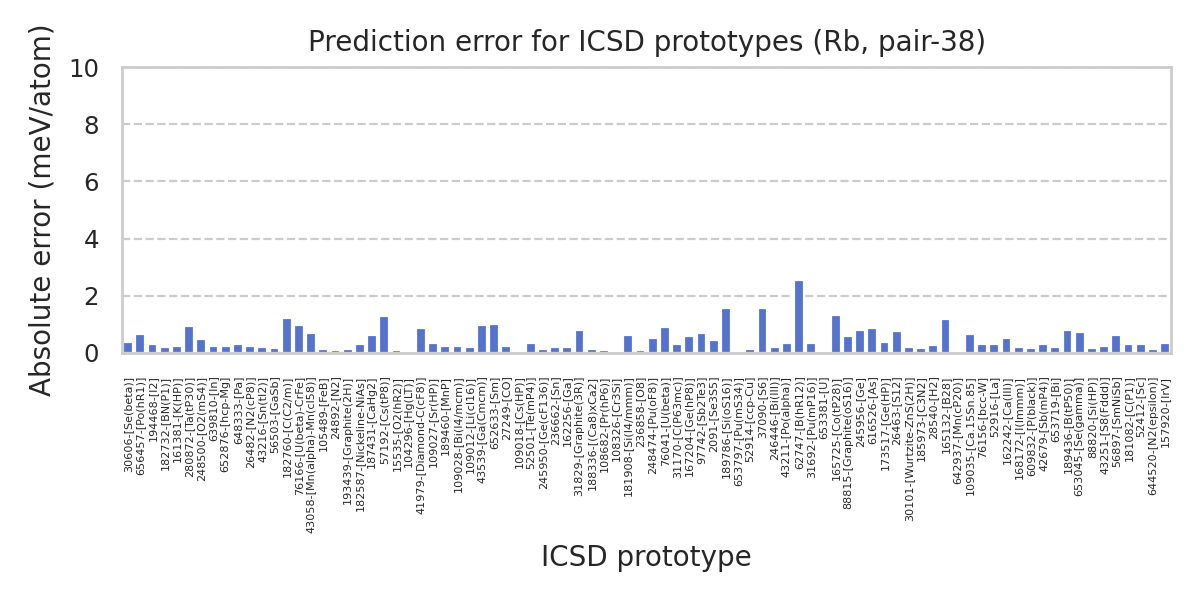 Prediction error for ICSD prototypes (Rb, pair-38)
Absolute error (meV/atom)
10
8
6
4
2
0
30606-[Se(beta)]
656457-[Po(hR1)]
194468-[I2]
182732-[BN(P1)]
16381-[K(HP)]
280872-[Ta(tP30)]
248500-[O2(mS4)]
639810-[In]
652876-[hcp-Mg]
64833-[Pa]
26482-[N2(cP8)]
43216-[Sn(tI2)]
56503-[GaSb]
182760-[C(C2/m)]
76166-[U(beta)-CrFe]
43058-[Mn(alpha)-Mn(cI58)]
105489-[FeB]
24892-[N2]
193439-[Graphite(2H)]
182587-[Nickeline-NiAs]
187431-[CaHg2]
57192-[Cs(tP8)]
15535-[O2(hR2)]
104296-[Hg(LT)]
41979-[Diamond-C(cF8)]
109027-[Sr(HP)]
189460-[MnP]
109028-[Bi(I4/mcm)]
109012-[Li(cI16)]
43539-[Ga(Cmcm)]
652633-[Sm]
27249-[CO]
109018-[Cs(HP)]
52501-[Te(mP4)]
245950-[Ge(cF136)]
236662-[Sn]
162256-[Ga]
31829-[Graphite(3R)]
188336-[(Ca8)xCa2]
108682-[Pr(hP6)]
108326-[Cr3Si]
181908-[Si(I4/mmm)]
236858-[O8]
248474-[Pu(oF8)]
76041-[U(beta)]
31170-[C(P63mc)]
167204-[Ge(hP8)]
97742-[Sb2Te3]
2091-[Se3S5]
189786-[Si(oS16)]
653797-[Pu(mS34)]
52914-[ccp-Cu]
37090-[S6]
246446-[Bi(III)]
43211-[Po(alpha)]
62747-[B(hR12)]
31692-[Pu(mP16)]
653381-[U]
165725-[Co(tP28)]
88815-[Graphite(oS16)]
245956-[Ge]
616526-[As]
173517-[Ge(HP)]
26463-[S12]
30101-[Wurtzite-ZnS(2H)]
185973-[C3N2]
28540-[H2]
165132-[B28]
642937-[Mn(cP20)]
109035-[Ca.15Sn.85]
76156-[bcc-W]
52916-[La]
162242-[Ca(III)]
168172-[I(Immm)]
609832-[P(black)]
42679-[Sb(mP4)]
653719-[Bi]
189436-[B(tP50)]
653045-[Se(gamma)]
88820-[Si(HP)]
43251-[S8(Fddd)]
56897-[SmNiSb]
181082-[C(P1)]
52412-[Sc]
644520-[N2(epsilon)]
157920-[IrV]
ICSD prototype